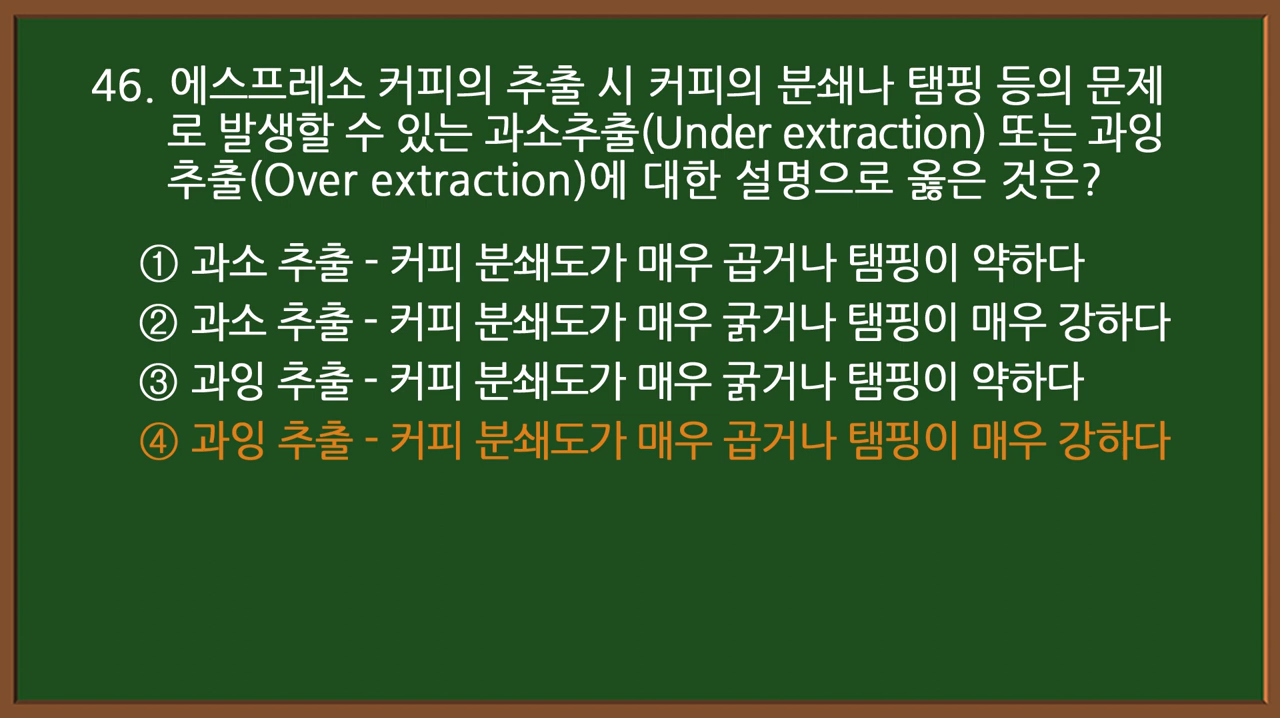 46. 에스프레소 커피의 추출 시 커피의 분쇄나 탬핑 등의 문제
로 발생할 수 있는 과소추출(Under extraction) 또는 과잉
추출(Over extraction)에 대한 설명으로 옳은 것은?
① 과소 추출 - 커피 분쇄도가 매우 곱거나 탬핑이 약하다
② 과소 추출 - 커피 분쇄도가 매우 굵거나 탬핑이 매우 강하다
③ 과잉 추출 - 커피 분쇄도가 매우 굵거나 탬핑이 약하다
④ 과잉 추출 - 커피 분쇄도가 매우 곱거나 탬핑이 매우 강하다